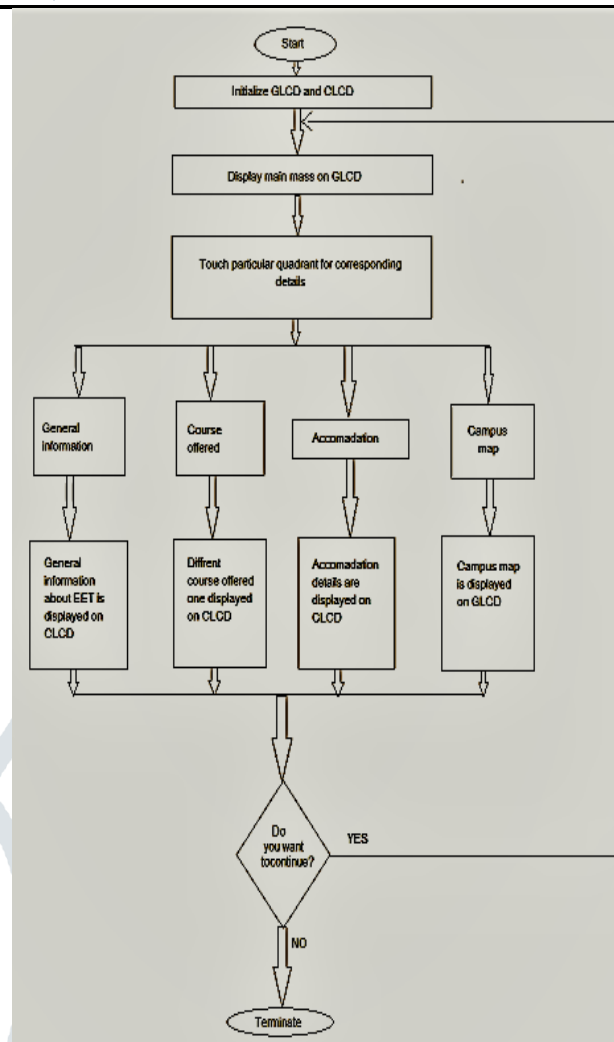 Start
Initialize GLCD and CLCD
Display main mass on GLCD
Touch particular quadrant for corresponding
details
General
information
Course
offered
Accomadation
Campus
map
General
information
about EET is
displayed on
CLCD
Diffrent
course offered
one displayed
on CLCD
Accomadation
details are
displayed on
CLCD
Campus map
is displayed
on GLCD
Do
you want
tocontinue?
YES
NO
Terminate